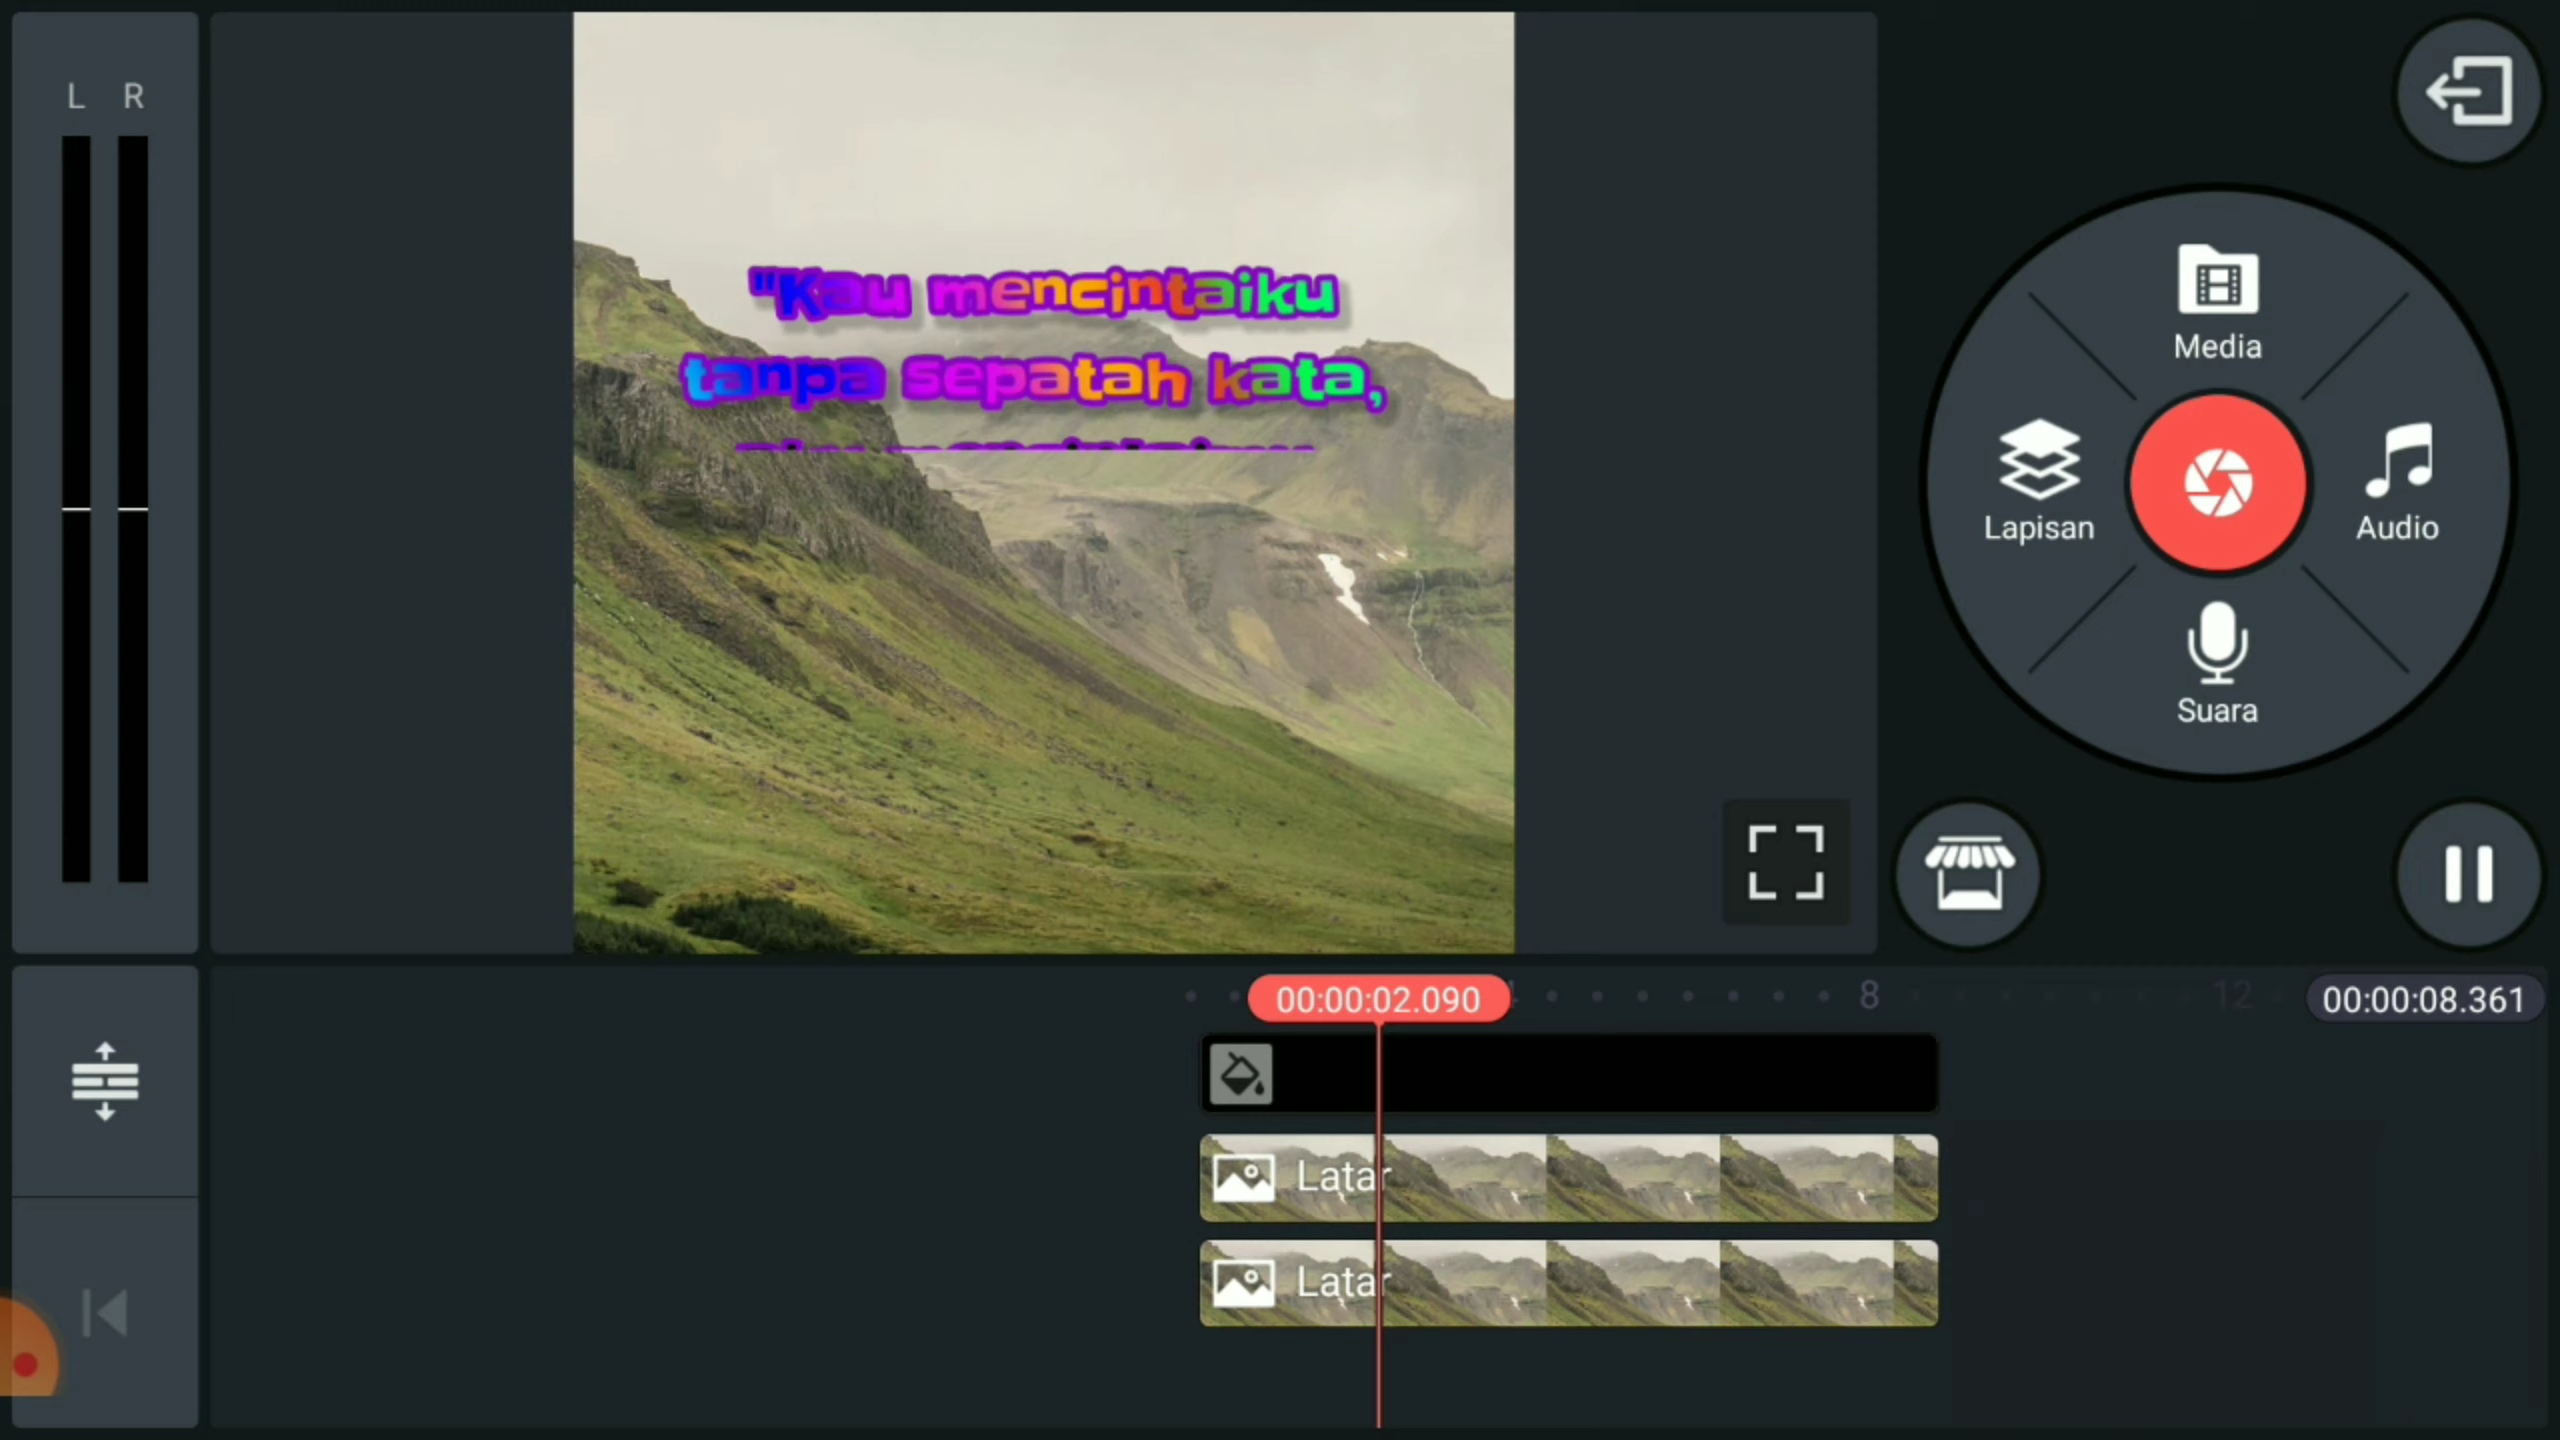 L R
"Kau mencintaiku
tanpa sepatah kata,
Media
Lapisan
Audio
Suara
00:00:02.090
8
12
00:00:08.361
Latar
Latar